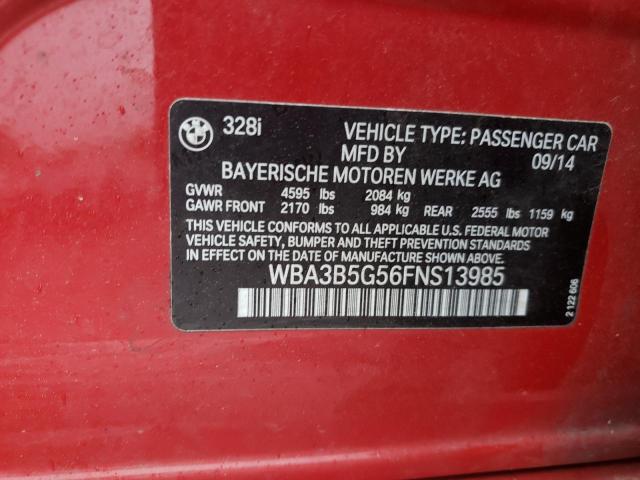 328i VEHICLE TYPE: PASSENGER CAR
MFD BY 09/14
BAYERISCHE MOTOREN WERKE AG
GVWR 4595 lbs 2084 kg
GAWR FRONT 2170 lbs 984 kg REAR 2555 lbs 1159 kg
THIS VEHICLE CONFORMS TO ALL APPLICABLE U.S. FEDERAL MOTOR
VEHICLE SAFETY, BUMPER AND THEFT PREVENTION STANDARDS
IN EFFECT ON THE DATE OF MANUFACTURE SHOWN ABOVE.
WBA3B5G56FNS13985
2 122 606
BMW